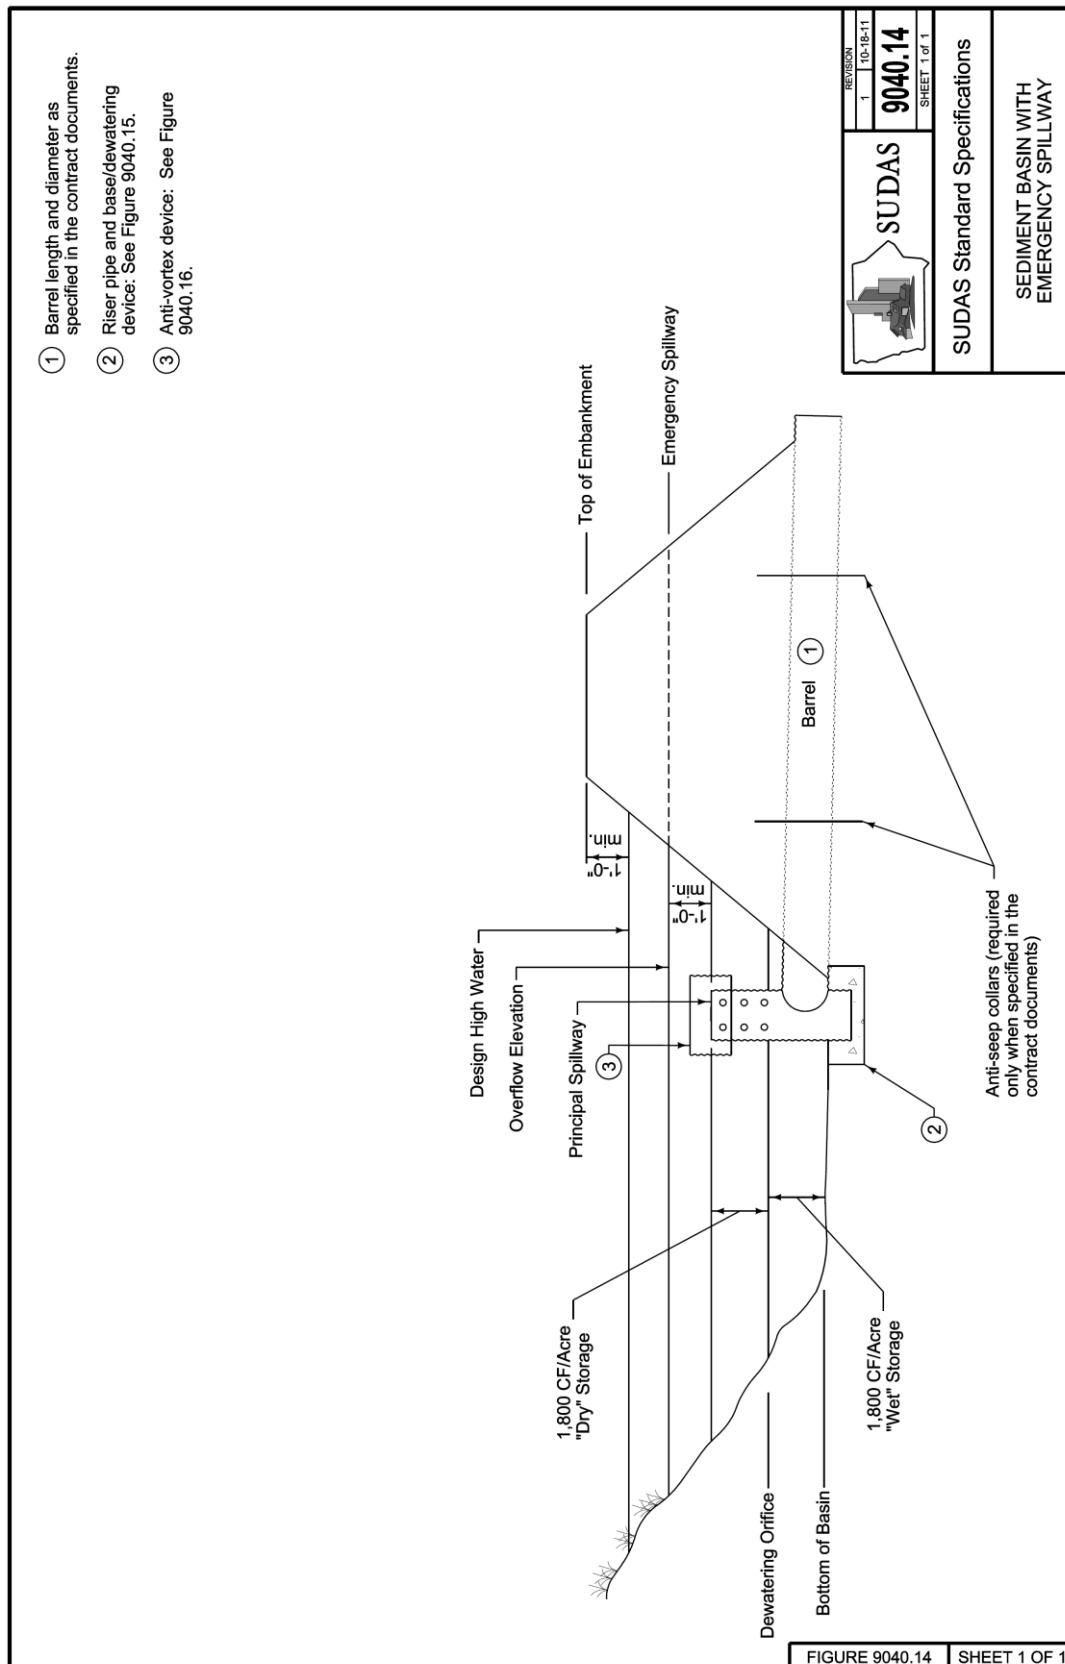 1 Barrel length and diameter as
specified in the contract documents.
2 Riser pipe and base/dewatering
device: See Figure 9040.15.
3 Anti-vortex device: See Figure
9040.16.
Design High Water
Overflow Elevation
Principal Spillway
3
1'-0"
min.
1'-0"
min.
Top of Embankment
Emergency Spillway
1,800 CF/Acre
"Dry" Storage
1,800 CF/Acre
"Wet" Storage
Dewatering Orifice
Bottom of Basin
2
Barrel 1
Anti-seep collars (required
only when specified in the
contract documents)
SUDAS
REVISION
1 10-18-11
9040.14
SHEET 1 of 1
SUDAS Standard Specifications
SEDIMENT BASIN WITH
EMERGENCY SPILLWAY
FIGURE 9040.14 SHEET 1 OF 1